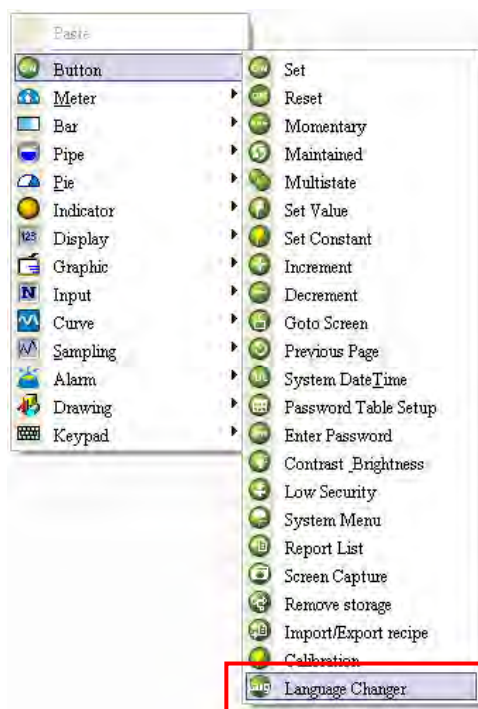 Paste
Button
Meter
Bar
Pipe
Pie
Indicator
Display
Graphic
Input
Curve
Sampling
Alarm
Drawing
Keypad
Set
Reset
Momentary
Maintained
Multistate
Set Value
Set Constant
Increment
Decrement
Goto Screen
Previous Page
System DateTime
Password Table Setup
Enter Password
Contrast_Brightness
Low Security
System Menu
Report List
Screen Capture
Remove storage
Import/Export recipe
Calibration
Language Changer